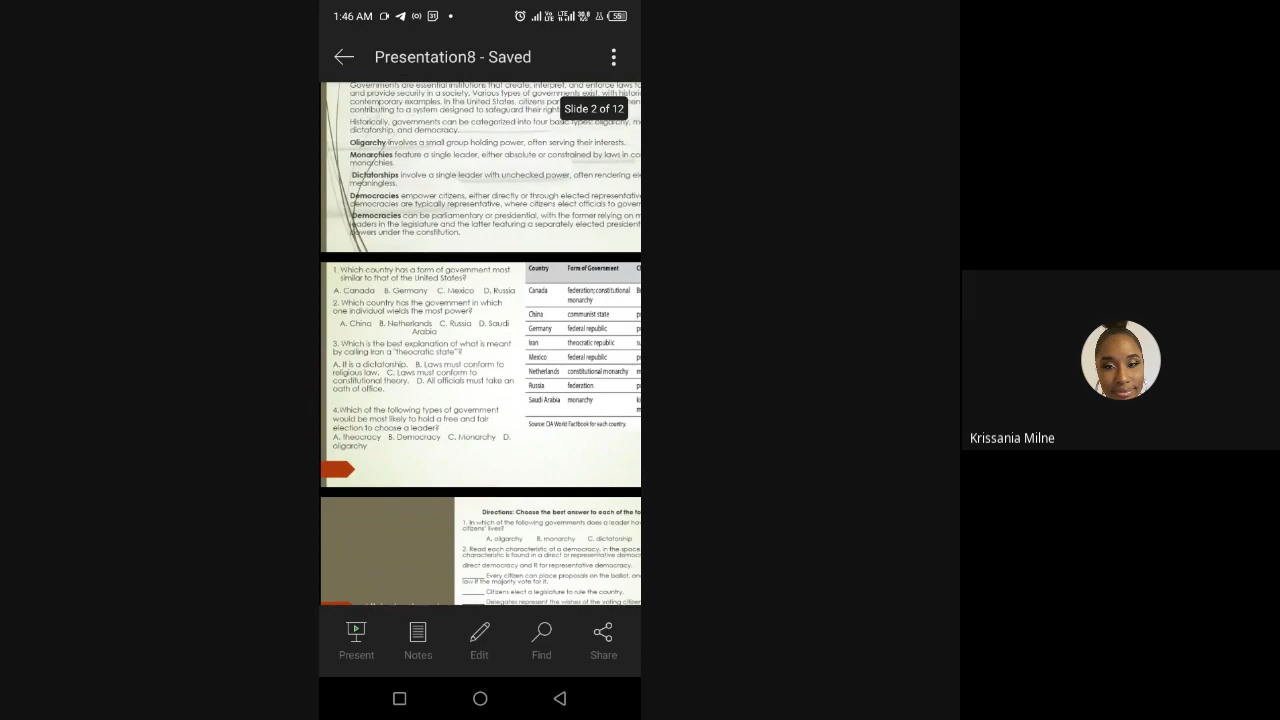 1:46 AM
31
Vo LTE LTE 30.8 55
Presentation8 - Saved
Governments are essential institutions that create, interpret, and enforce laws
and provide security in a society. Various types of governments exist, with
Slide 2 of 12
contemporary examples. In the United States, citizens
contributing to a system designed to safeguard their
Historically, governments can be categorized into four basic types: oligarchy,
dictatorship, and democracy.
Oligarchy involves a small group holding power, often serving their interests.
Monarchies feature a single leader, either absolute or constrained by laws in
monarchies.
Dictatorships involve a single leader with unchecked power, often rendering
meaningless.
Democracies empower citizens, either directly or through elected
democracies are typically representative, where citizens elect officials to
Democracies can be parliamentary or presidential, with the former relying on
leaders in the legislature and the latter featuring a separately elected president
powers under the constitution.
1. Which country has a form of government most
similar to that of the United States?
A. Canada B. Germany C. Mexico D. Russia
2. Which country has the government in which
one individual wields the most power?
A. China B. Netherlands C. Russia D. Saudi
Arabia
3. Which is the best explanation of what is meant
by calling Iran a "theocratic state"?
A. It is a dictatorship. B. Laws must conform to
religious law. C. Laws must conform to
constitutional theory. D. All officials must take an
oath of office.
4.Which of the following types of government
would be most likely to hold a free and fair
election to choose a leader?
A. theocracy B. Democracy C. Monarchy D.
oligarchy
Country Form of Government
Canada federation; constitutional
monarchy
China communist state
Germany federal republic
Iran theocratic republic
Mexico federal republic
Netherlands constitutional monarchy
Russia federation
Saudi Arabia monarchy
Source: CIA World Factbook for each country.
Directions: Choose the best answer to each of the
1. In which of the following governments does a leader
citizens' lives?
A. oligarchy B. monarchy C. dictatorship
2. Read each characteristic of a democracy. In the space
characteristic is found in a direct or representative
direct democracy and R for representative democracy.
______ Every citizen can place proposals on the ballot,
law if the majority vote for it.
______ Citizens elect a legislature to rule the country.
______ Delegates represent the wishes of the voting
Present Notes Edit Find Share
Krissania Milne